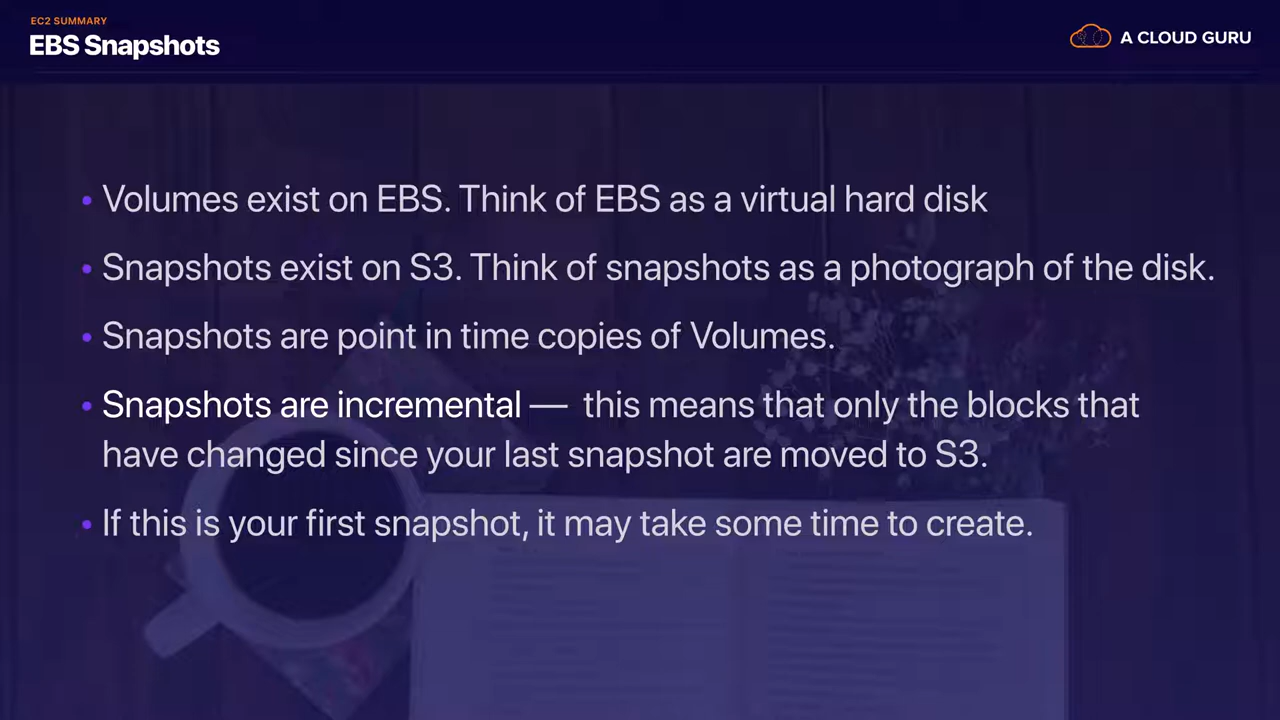 EC2 SUMMARY
EBS Snapshots
A CLOUD GURU
• Volumes exist on EBS. Think of EBS as a virtual hard disk
• Snapshots exist on S3. Think of snapshots as a photograph of the disk.
• Snapshots are point in time copies of Volumes.
• Snapshots are incremental — this means that only the blocks that
have changed since your last snapshot are moved to S3.
• If this is your first snapshot, it may take some time to create.